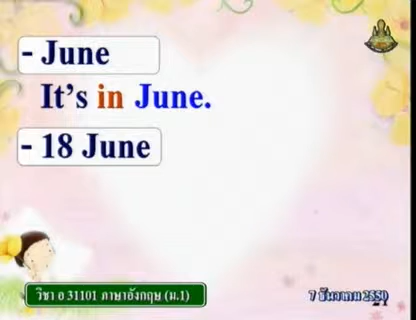 - June
It's in June.
- 18 June
วิชา อ 31101 ภาษาอังกฤษ (ม.1)
7 ธันวาคม 2550